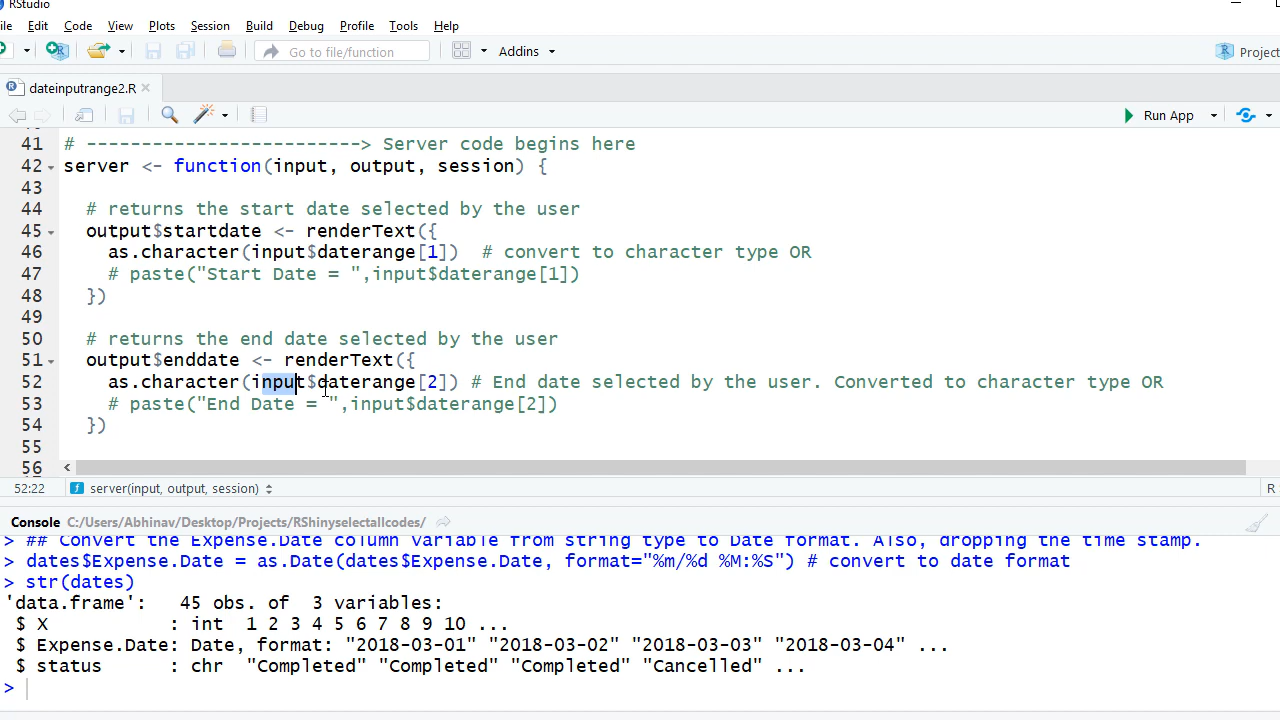 RStudio
ile Edit Code View Plots Session Build Debug Profile Tools Help
Go to file/function Addins Project
dateinputrange2.R
Run App
41 # -------------------------> Server code begins here
42 server <- function(input, output, session) {
43
44 # returns the start date selected by the user
45 output$startdate <- renderText({
46 as.character(input$daterange[1]) # convert to character type OR
47 # paste("Start Date = ",input$daterange[1])
48 })
49
50 # returns the end date selected by the user
51 output$enddate <- renderText({
52 as.character(input$daterange[2]) # End date selected by the user. Converted to character type OR
53 # paste("End Date = ",input$daterange[2])
54 })
55
56
52:22 server(input, output, session) R
Console C:/Users/Abhinav/Desktop/Projects/RShinyselectallcodes/
> ## Convert the Expense.Date column variable from string type to Date format. Also, dropping the time stamp.
> dates$Expense.Date = as.Date(dates$Expense.Date, format="%m/%d %M:%S") # convert to date format
> str(dates)
'data.frame': 45 obs. of 3 variables:
$ X : int 1 2 3 4 5 6 7 8 9 10 ...
$ Expense.Date: Date, format: "2018-03-01" "2018-03-02" "2018-03-03" "2018-03-04" ...
$ status : chr "Completed" "Completed" "Completed" "Cancelled" ...
>